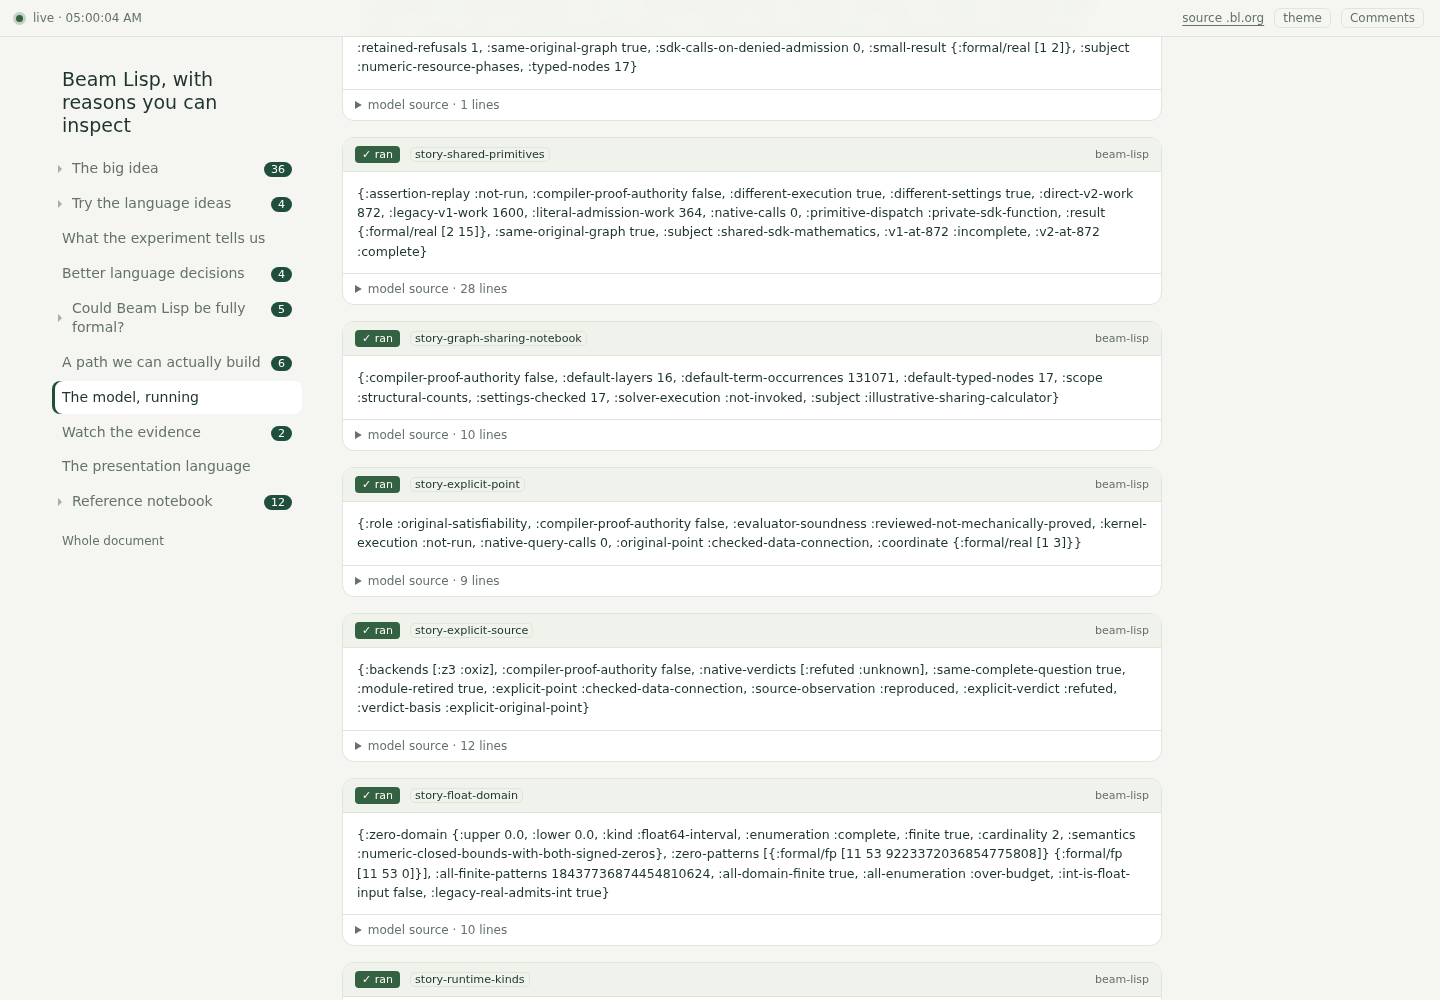 live · 05:00:04 AM
source .bl.org
theme
Comments
Beam Lisp, with
reasons you can
inspect
The big idea
36
Try the language ideas
4
What the experiment tells us
Better language decisions
4
Could Beam Lisp be fully
formal?
5
A path we can actually build
6
The model, running
Watch the evidence
2
The presentation language
Reference notebook
12
Whole document
:retained-refusals 1, :same-original-graph true, :sdk-calls-on-denied-admission 0, :small-result {:formal/real [1 2]}, :subject
:numeric-resource-phases, :typed-nodes 17}
model source · 1 lines
✓ ran
story-shared-primitives
beam-lisp
{:assertion-replay :not-run, :compiler-proof-authority false, :different-execution true, :different-settings true, :direct-v2-work
872, :legacy-v1-work 1600, :literal-admission-work 364, :native-calls 0, :primitive-dispatch :private-sdk-function, :result
{:formal/real [2 15]}, :same-original-graph true, :subject :shared-sdk-mathematics, :v1-at-872 :incomplete, :v2-at-872
:complete}
model source · 28 lines
✓ ran
story-graph-sharing-notebook
beam-lisp
{:compiler-proof-authority false, :default-layers 16, :default-term-occurrences 131071, :default-typed-nodes 17, :scope
:structural-counts, :settings-checked 17, :solver-execution :not-invoked, :subject :illustrative-sharing-calculator}
model source · 10 lines
✓ ran
story-explicit-point
beam-lisp
{:role :original-satisfiability, :compiler-proof-authority false, :evaluator-soundness :reviewed-not-mechanically-proved, :kernel-
execution :not-run, :native-query-calls 0, :original-point :checked-data-connection, :coordinate {:formal/real [1 3]}}
model source · 9 lines
✓ ran
story-explicit-source
beam-lisp
{:backends [:z3 :oxiz], :compiler-proof-authority false, :native-verdicts [:refuted :unknown], :same-complete-question true,
:module-retired true, :explicit-point :checked-data-connection, :source-observation :reproduced, :explicit-verdict :refuted,
:verdict-basis :explicit-original-point}
model source · 12 lines
✓ ran
story-float-domain
beam-lisp
{:zero-domain {:upper 0.0, :lower 0.0, :kind :float64-interval, :enumeration :complete, :finite true, :cardinality 2, :semantics
:numeric-closed-bounds-with-both-signed-zeros}, :zero-patterns [{:formal/fp [11 53 9223372036854775808]} {:formal/fp
[11 53 0]}], :all-finite-patterns 18437736874454810624, :all-domain-finite true, :all-enumeration :over-budget, :int-is-float-
input false, :legacy-real-admits-int true}
model source · 10 lines
✓ ran
story-runtime-kinds
beam-lisp